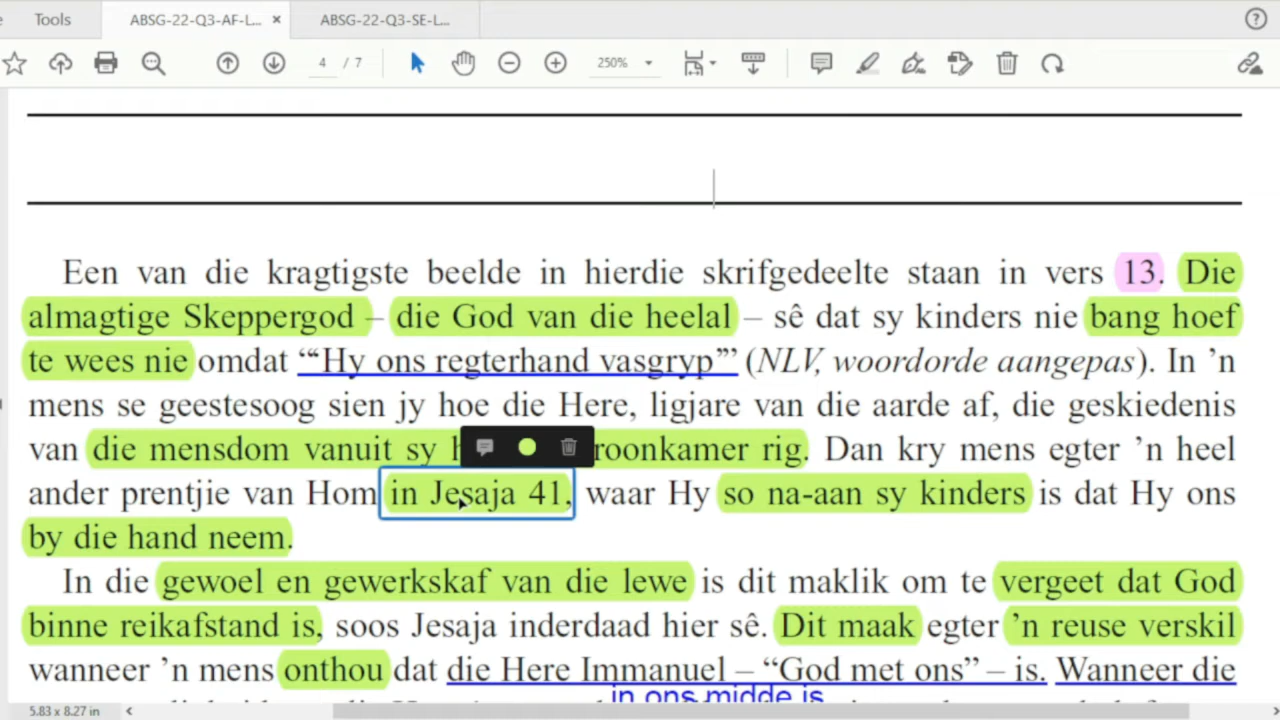 Tools ABSG-22-Q3-AF-L... × ABSG-22-Q3-SE-L...
4 / 7 250%
Een van die kragtigste beelde in hierdie skrifgedeelte staan in vers 13. Die
almagtige Skeppergod – die God van die heelal – sê dat sy kinders nie bang hoef
te wees nie omdat “‘Hy ons regterhand vasgryp”’ (NLV, woordorde aangepas). In ’n
mens se geestesoog sien jy hoe die Here, ligjare van die aarde af, die geskiedenis
van die mensdom vanuit sy h roonkamer rig. Dan kry mens egter ’n heel
ander prentjie van Hom in Jesaja 41, waar Hy so na-aan sy kinders is dat Hy ons
by die hand neem.
In die gewoel en gewerkskaf van die lewe is dit maklik om te vergeet dat God
binne reikafstand is, soos Jesaja inderdaad hier sê. Dit maak egter ’n reuse verskil
wanneer ’n mens onthou dat die Here Immanuel – “God met ons” – is. Wanneer die
in ons midde is
5.83 x 8.27 in